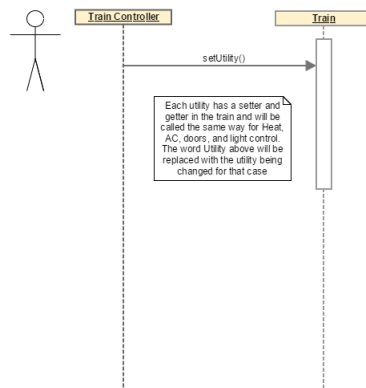 Train Controller
Train
setUtility()
Each utility has a setter and
getter in the train and will be
called the same way for Heat,
AC, doors, and light control.
The word Utility above will be
replaced with the utility being
changed for that case